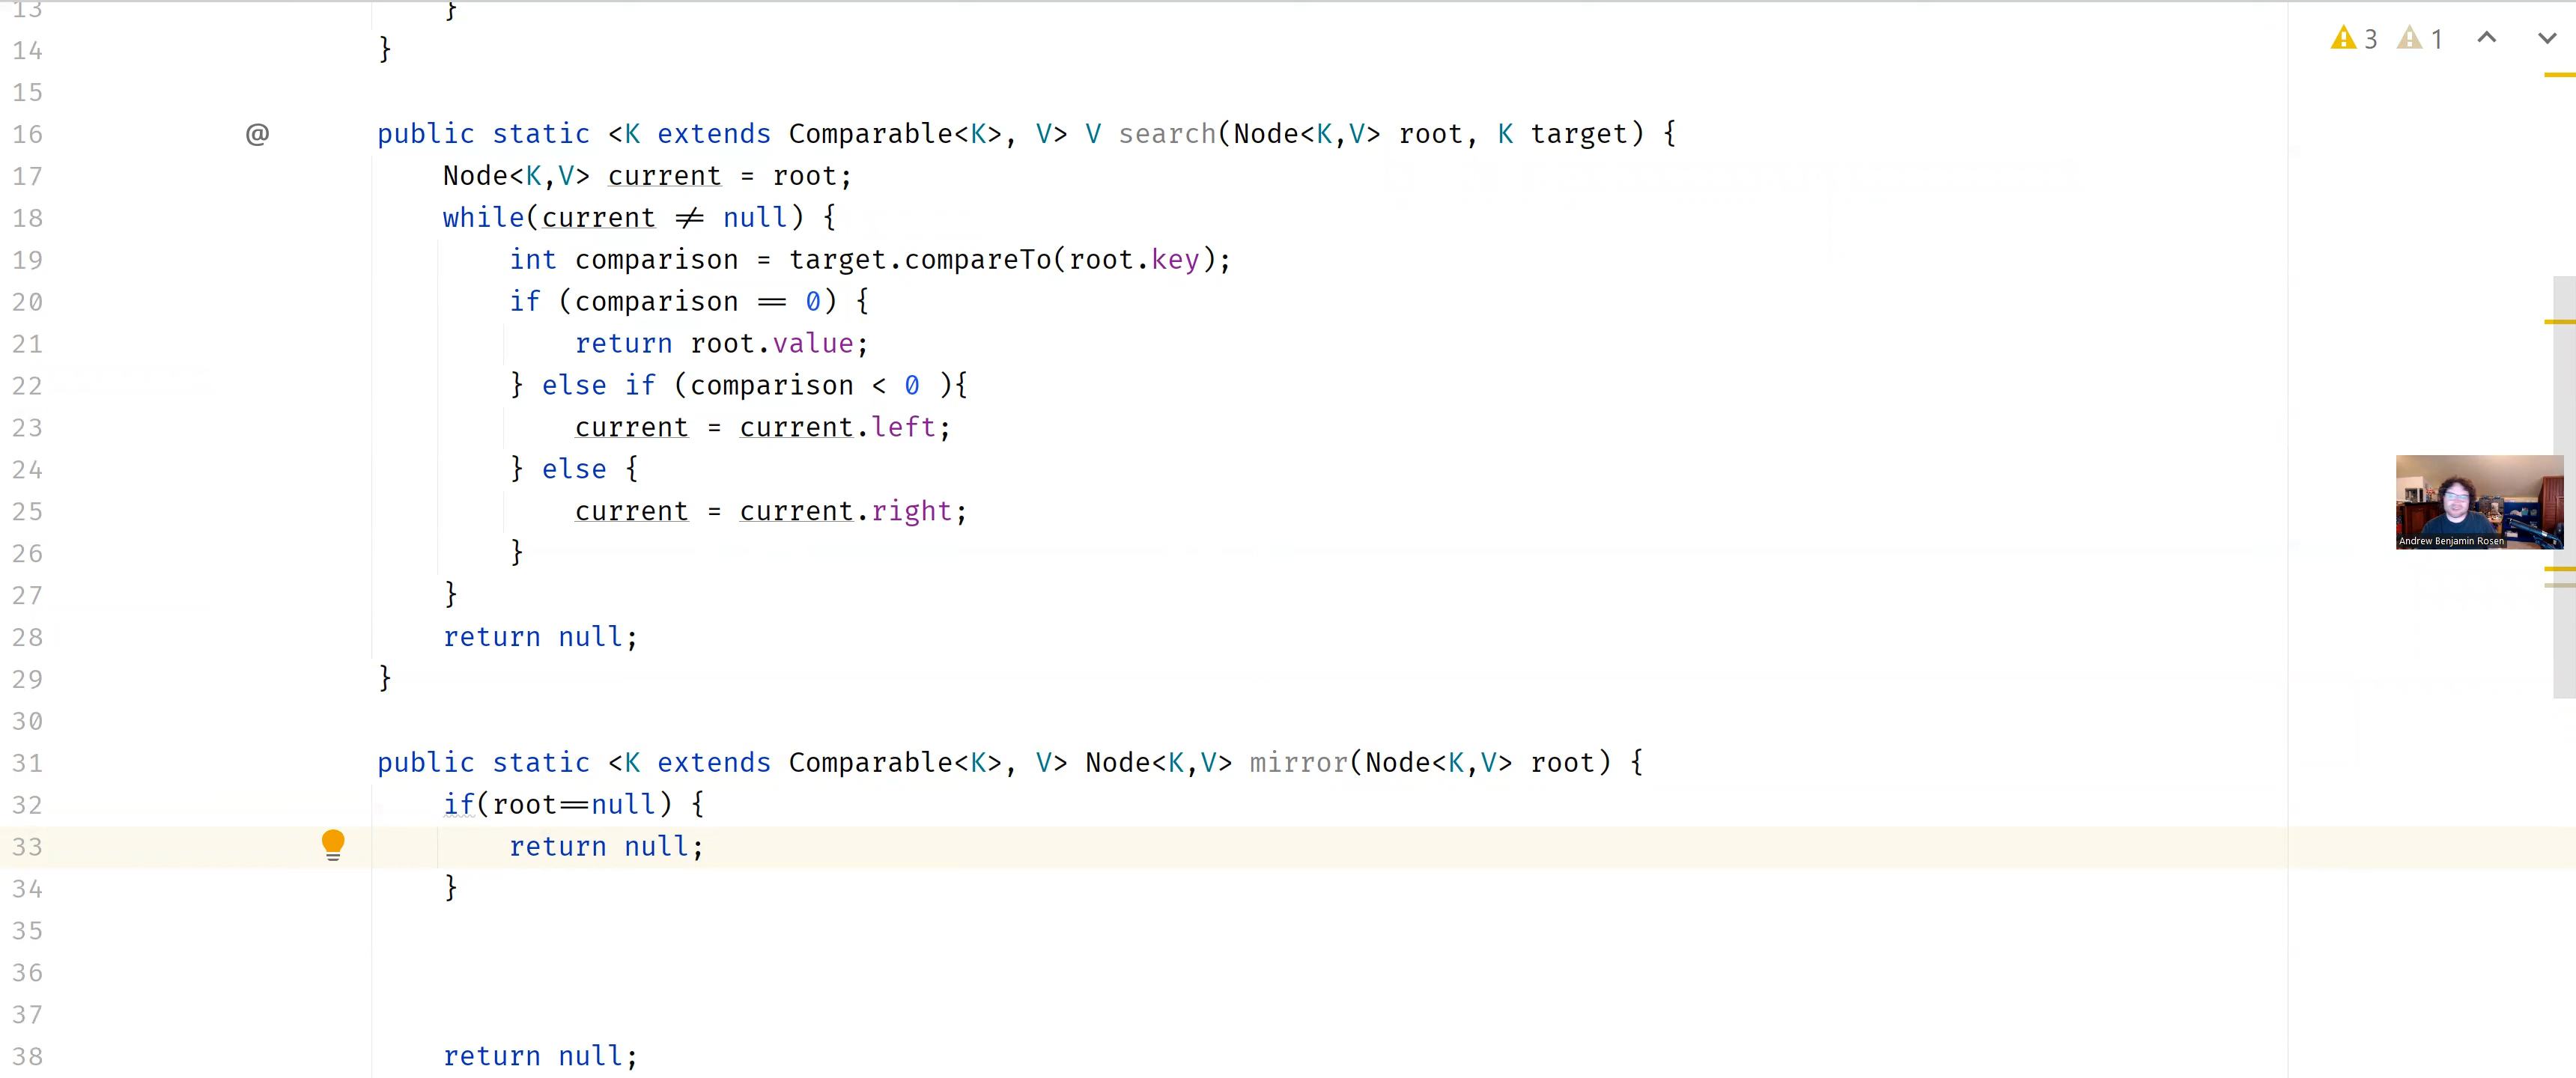 13 }
14 }
15
16 @ public static <K extends Comparable<K>, V> V search(Node<K,V> root, K target) {
17 Node<K,V> current = root;
18 while(current ≠ null) {
19 int comparison = target.compareTo(root.key);
20 if (comparison == 0) {
21 return root.value;
22 } else if (comparison < 0 ){
23 current = current.left;
24 } else {
25 current = current.right;
26 }
27 }
28 return null;
29 }
30
31 public static <K extends Comparable<K>, V> Node<K,V> mirror(Node<K,V> root) {
32 if(root==null) {
33 return null;
34 }
35
36
37
38 return null;
3 1
Andrew Benjamin Rosen